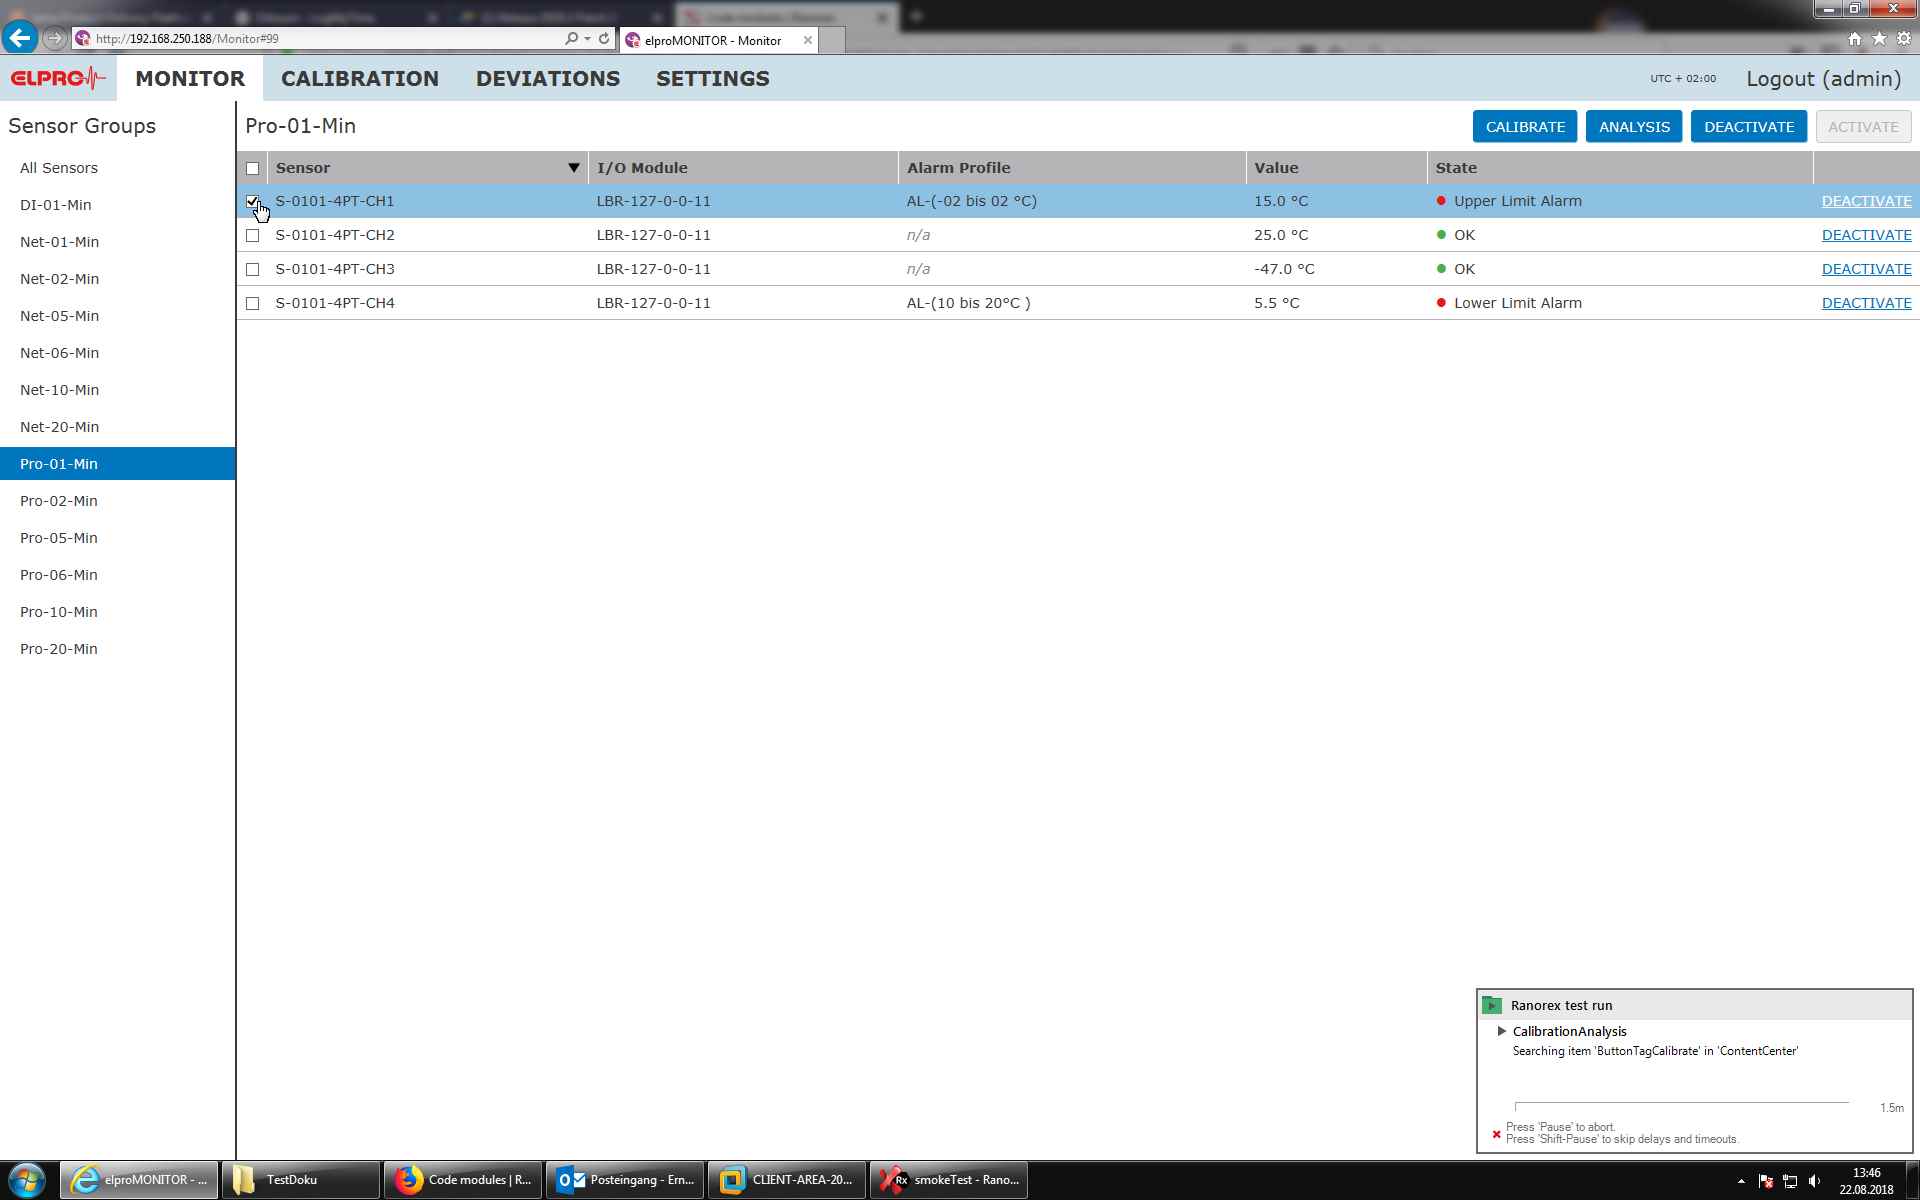 http://192.168.250.188/Monitor#99
elproMONITOR - Monitor
ELPRO
MONITOR CALIBRATION DEVIATIONS SETTINGS UTC + 02:00 Logout (admin)
Sensor Groups
All Sensors
DI-01-Min
Net-01-Min
Net-02-Min
Net-05-Min
Net-06-Min
Net-10-Min
Net-20-Min
Pro-01-Min
Pro-02-Min
Pro-05-Min
Pro-06-Min
Pro-10-Min
Pro-20-Min
Pro-01-Min CALIBRATE ANALYSIS DEACTIVATE ACTIVATE
Sensor I/O Module Alarm Profile Value State
S-0101-4PT-CH1 LBR-127-0-0-11 AL-(-02 bis 02 °C) 15.0 °C Upper Limit Alarm DEACTIVATE
S-0101-4PT-CH2 LBR-127-0-0-11 n/a 25.0 °C OK DEACTIVATE
S-0101-4PT-CH3 LBR-127-0-0-11 n/a -47.0 °C OK DEACTIVATE
S-0101-4PT-CH4 LBR-127-0-0-11 AL-(10 bis 20°C ) 5.5 °C Lower Limit Alarm DEACTIVATE
Ranorex test run
CalibrationAnalysis
Searching item 'ButtonTagCalibrate' in 'ContentCenter'
1.5m
Press 'Pause' to abort.
Press 'Shift-Pause' to skip delays and timeouts.
elproMONITOR - ... TestDoku Code modules | R... Posteingang - Ern... CLIENT-AREA-20... Rx smokeTest - Rano...
13:46
22.08.2018